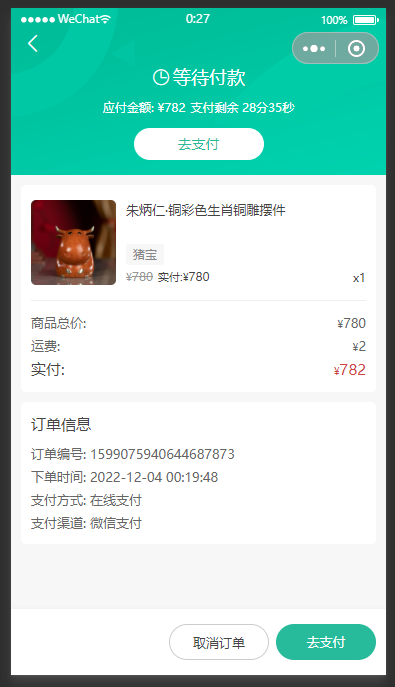 WeChat 0:27 100%
等待付款
应付金额: ¥782 支付剩余 28分35秒
去支付
朱炳仁·铜彩色生肖铜雕摆件
猪宝
¥780 实付:¥780 x1
商品总价: ¥780
运费: ¥2
实付: ¥782
订单信息
订单编号: 1599075940644687873
下单时间: 2022-12-04 00:19:48
支付方式: 在线支付
支付渠道: 微信支付
取消订单 去支付